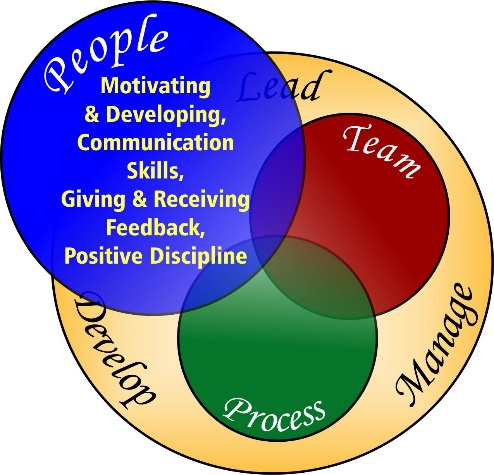 People
Motivating
& Developing,
Communication
Skills,
Giving & Receiving
Feedback,
Positive Discipline
Lead
Team
Develop
Manage
Process